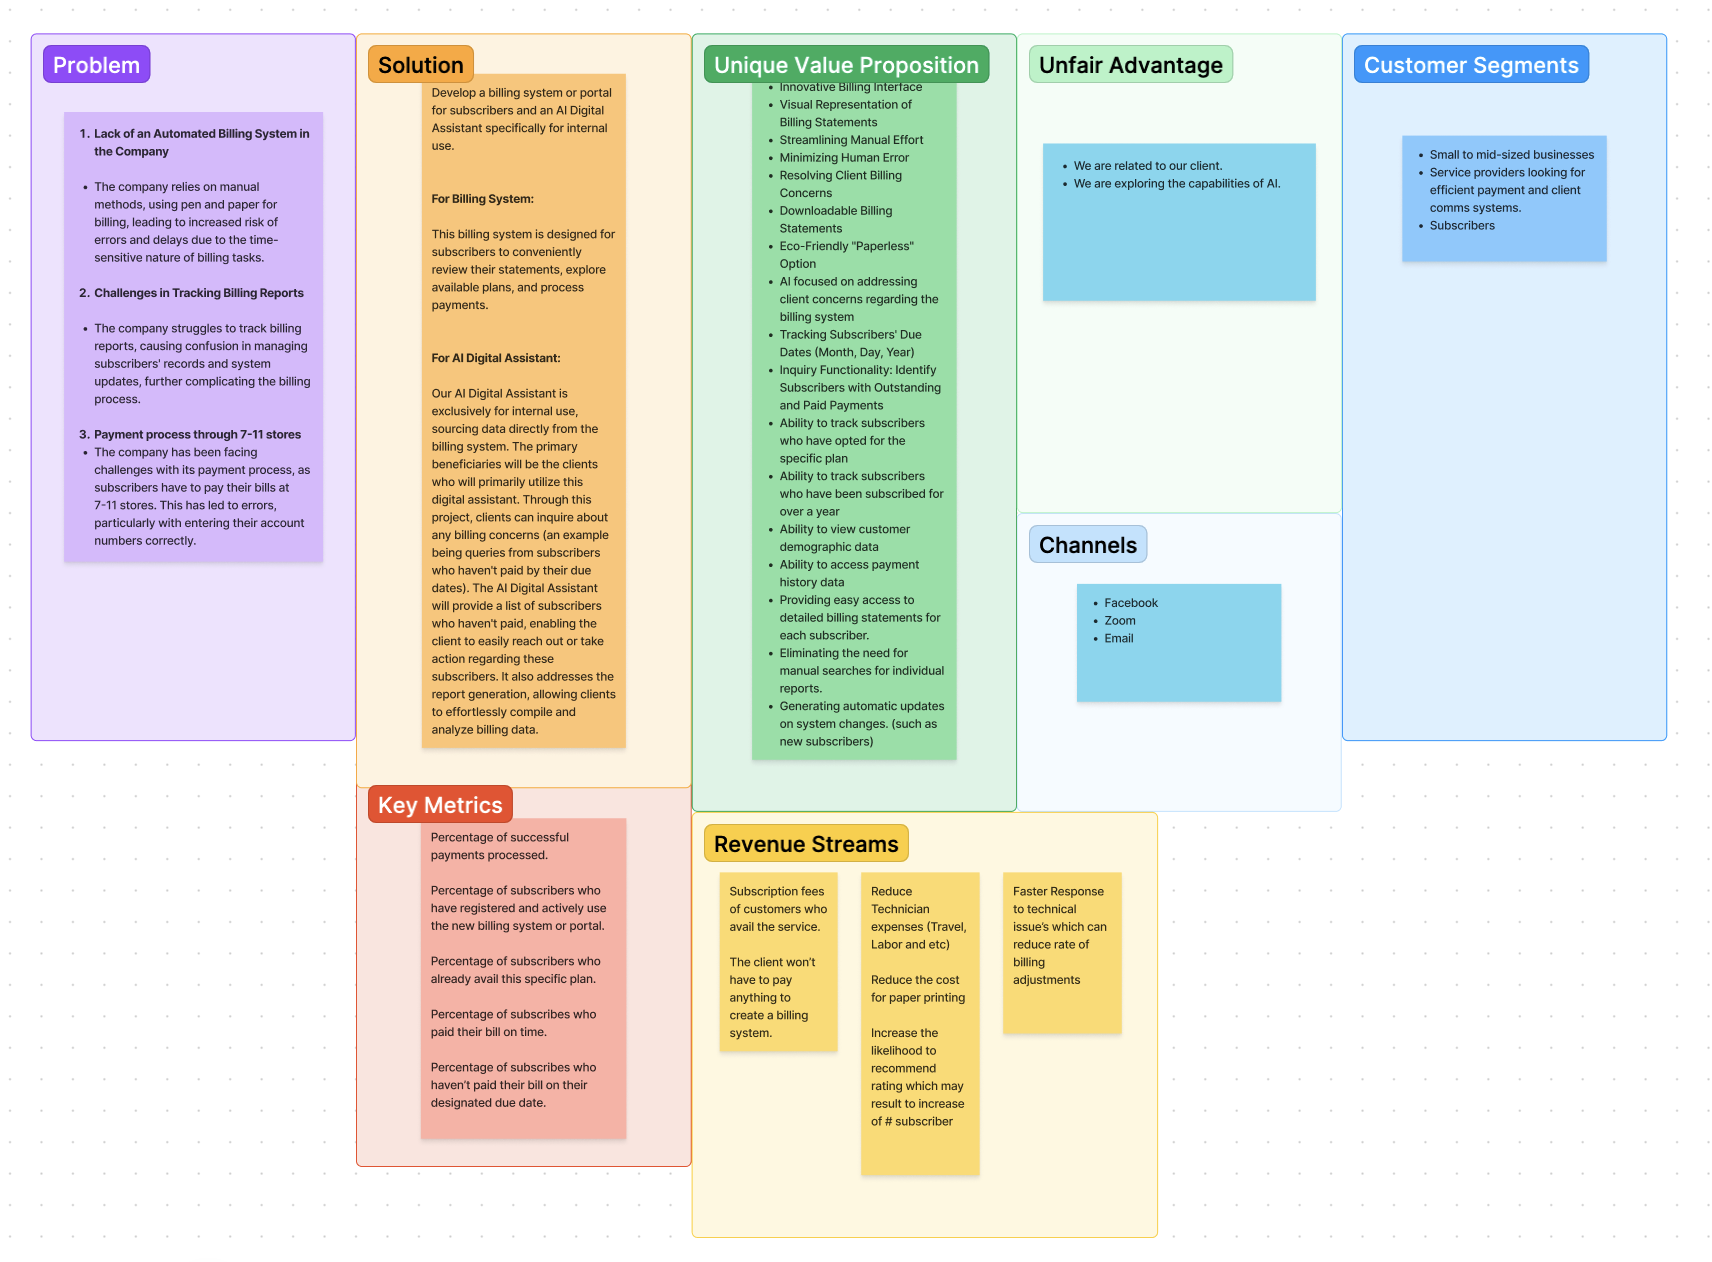 Problem
1. Lack of an Automated Billing System in
the Company
• The company relies on manual
methods, using pen and paper for
billing, leading to increased risk of
errors and delays due to the time-
sensitive nature of billing tasks.
2. Challenges in Tracking Billing Reports
• The company struggles to track billing
reports, causing confusion in managing
subscribers' records and system
updates, further complicating the billing
process.
3. Payment process through 7-11 stores
• The company has been facing
challenges with its payment process, as
subscribers have to pay their bills at
7-11 stores. This has led to errors,
particularly with entering their account
numbers correctly.
Solution
Develop a billing system or portal
for subscribers and an AI Digital
Assistant specifically for internal
use.
For Billing System:
This billing system is designed for
subscribers to conveniently
review their statements, explore
available plans, and process
payments.
For AI Digital Assistant:
Our AI Digital Assistant is
exclusively for internal use,
sourcing data directly from the
billing system. The primary
beneficiaries will be the clients
who will primarily utilize this
digital assistant. Through this
project, clients can inquire about
any billing concerns (an example
being queries from subscribers
who haven't paid by their due
dates). The AI Digital Assistant
will provide a list of subscribers
who haven't paid, enabling the
client to easily reach out or take
action regarding these
subscribers. It also addresses the
report generation, allowing clients
to effortlessly compile and
analyze billing data.
Key Metrics
Percentage of successful
payments processed.
Percentage of subscribers who
have registered and actively use
the new billing system or portal.
Percentage of subscribers who
already avail this specific plan.
Percentage of subscribes who
paid their bill on time.
Percentage of subscribes who
haven't paid their bill on their
designated due date.
Unique Value Proposition
• Innovative Billing Interface
• Visual Representation of
Billing Statements
• Streamlining Manual Effort
• Minimizing Human Error
• Resolving Client Billing
Concerns
• Downloadable Billing
Statements
• Eco-Friendly "Paperless"
Option
• AI focused on addressing
client concerns regarding the
billing system
• Tracking Subscribers' Due
Dates (Month, Day, Year)
• Inquiry Functionality: Identify
Subscribers with Outstanding
and Paid Payments
• Ability to track subscribers
who have opted for the
specific plan
• Ability to track subscribers
who have been subscribed for
over a year
• Ability to view customer
demographic data
• Ability to access payment
history data
• Providing easy access to
detailed billing statements for
each subscriber.
• Eliminating the need for
manual searches for individual
reports.
• Generating automatic updates
on system changes. (such as
new subscribers)
Unfair Advantage
• We are related to our client.
• We are exploring the capabilities of AI.
Channels
• Facebook
• Zoom
• Email
Customer Segments
• Small to mid-sized businesses
• Service providers looking for
efficient payment and client
comms systems.
• Subscribers
Revenue Streams
Subscription fees
of customers who
avail the service.
The client won't
have to pay
anything to
create a billing
system.
Reduce
Technician
expenses (Travel,
Labor and etc)
Reduce the cost
for paper printing
Increase the
likelihood to
recommend
rating which may
result to increase
of # subscriber
Faster Response
to technical
issue's which can
reduce rate of
billing
adjustments